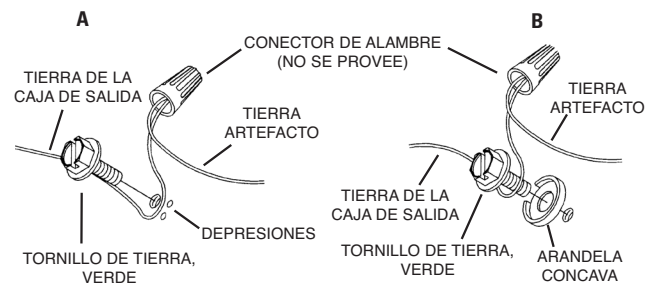 A
B
CONECTOR DE ALAMBRE
(NO SE PROVEE)
TIERRA DE LA
CAJA DE SALIDA
TIERRA
ARTEFACTO
DEPRESIONES
TORNILLO DE TIERRA,
VERDE
TIERRA
ARTEFACTO
TIERRA DE LA
CAJA DE SALIDA
TORNILLO DE TIERRA,
VERDE
ARANDELA
CONCAVA